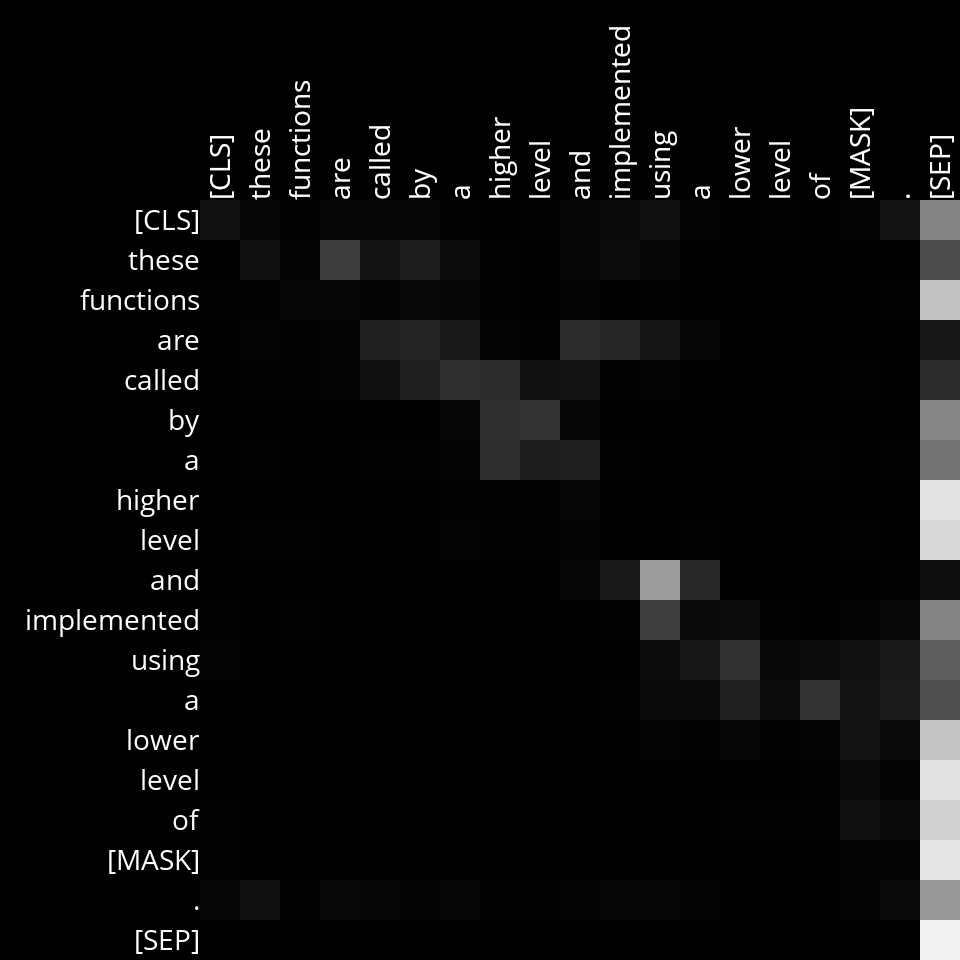 [CLS] these functions are called by a higher level and implemented using a lower level of [MASK] . [SEP]
[CLS]
these
functions
are
called
by
a
higher
level
and
implemented
using
a
lower
level
of
[MASK]
.
[SEP]